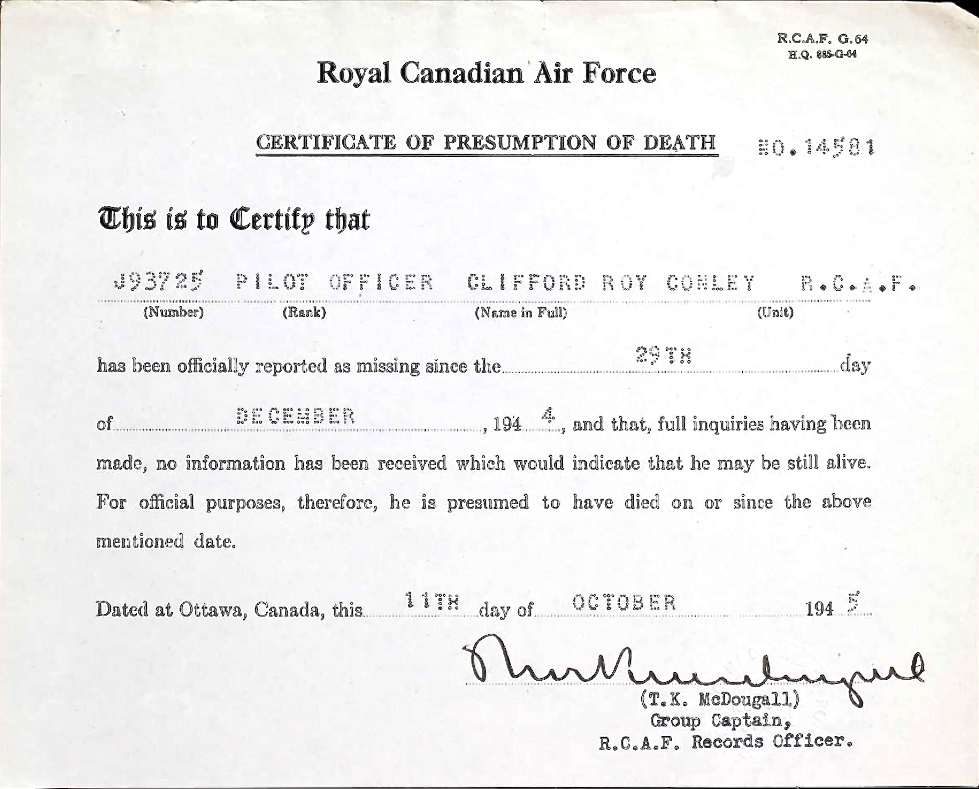 R.C.A.F. G.64
H.Q. 885-G-64
Royal Canadian Air Force
CERTIFICATE OF PRESUMPTION OF DEATH NO.14581
This is to Certify that
J93725 PILOT OFFICER CLIFFORD ROY CONLEY R.C.A.F.
(Number) (Rank) (Name in Full) (Unit)
has been officially reported as missing since the 29TH day
of DECEMBER , 194 4, and that, full inquiries having been
made, no information has been received which would indicate that he may be still alive.
For official purposes, therefore, he is presumed to have died on or since the above
mentioned date.
Dated at Ottawa, Canada, this 11TH day of OCTOBER 194 5
(T.K. McDougall)
Group Captain,
R.C.A.F. Records Officer.